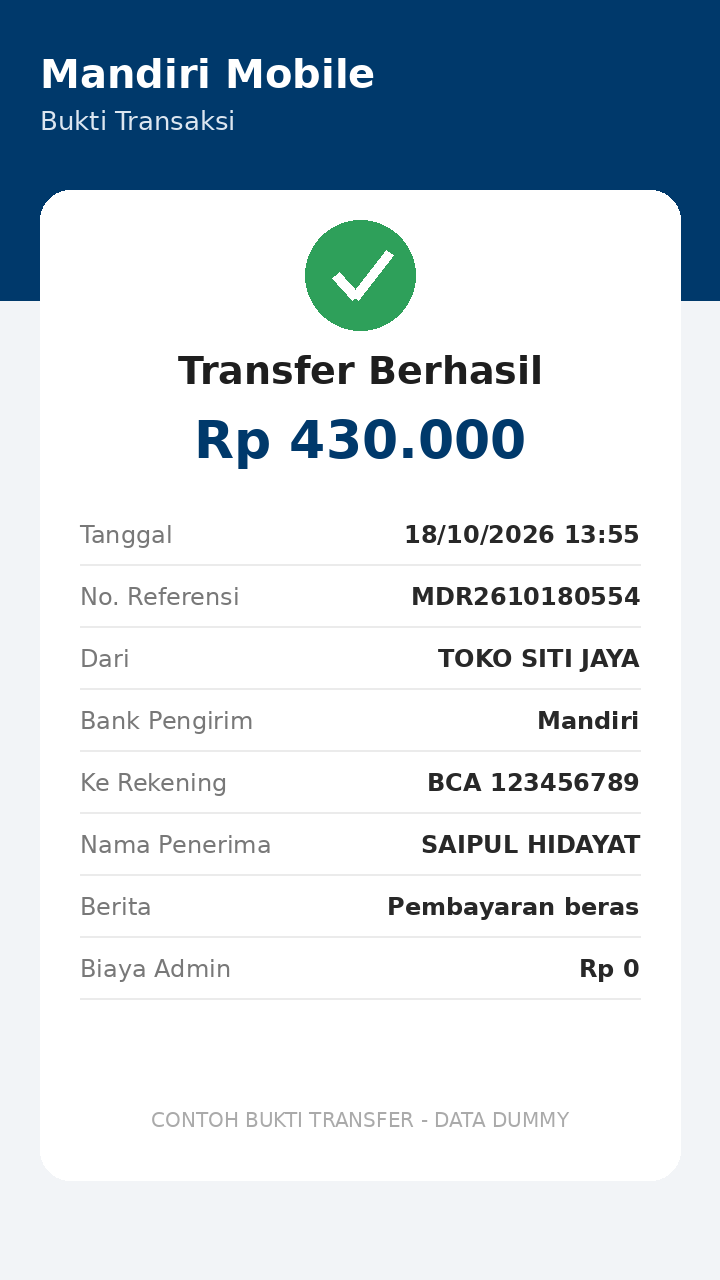 Mandiri Mobile
Bukti Transaksi
Transfer Berhasil
Rp 430.000
Tanggal 18/10/2026 13:55
No. Referensi MDR2610180554
Dari TOKO SITI JAYA
Bank Pengirim Mandiri
Ke Rekening BCA 123456789
Nama Penerima SAIPUL HIDAYAT
Berita Pembayaran beras
Biaya Admin Rp 0
CONTOH BUKTI TRANSFER - DATA DUMMY